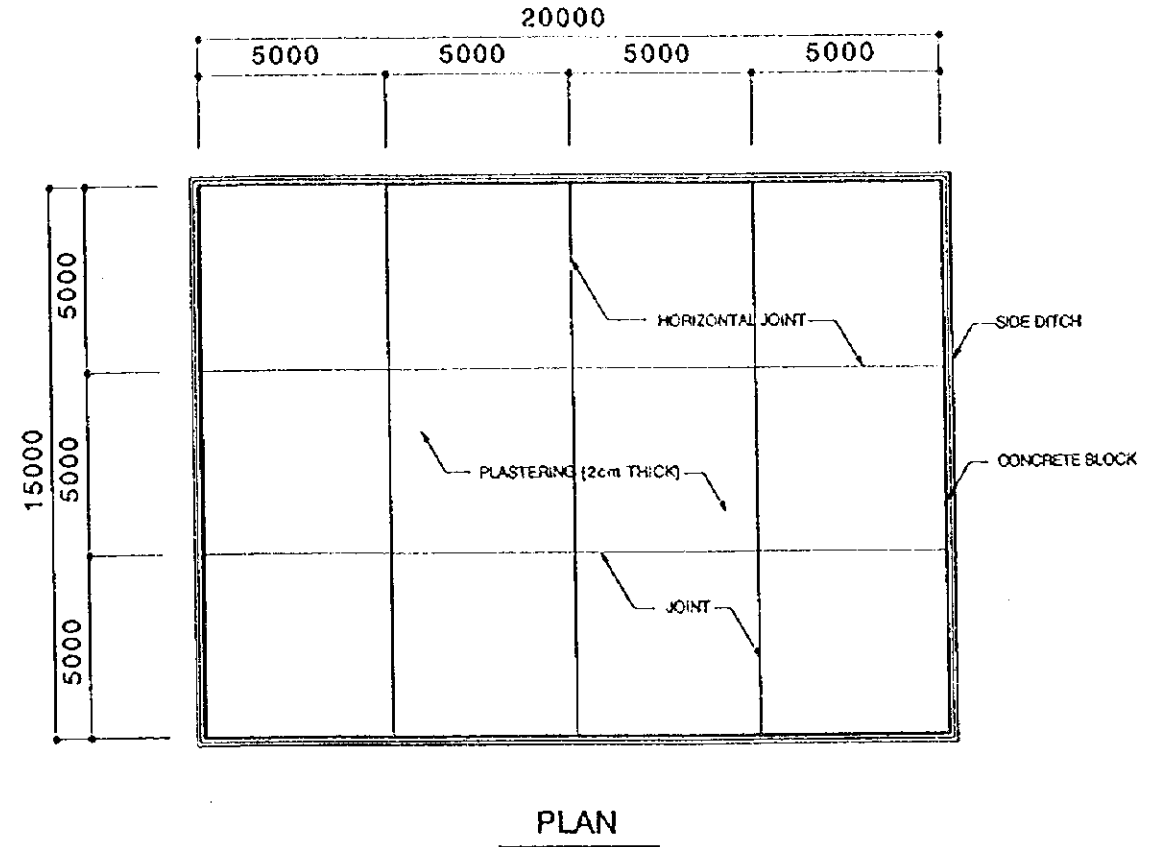 20000
5000 5000 5000 5000
5000
HORIZONTAL JOINT
SIDE DITCH
15000
5000
PLASTERING (2cm THICK)
CONCRETE BLOCK
5000
JOINT
PLAN